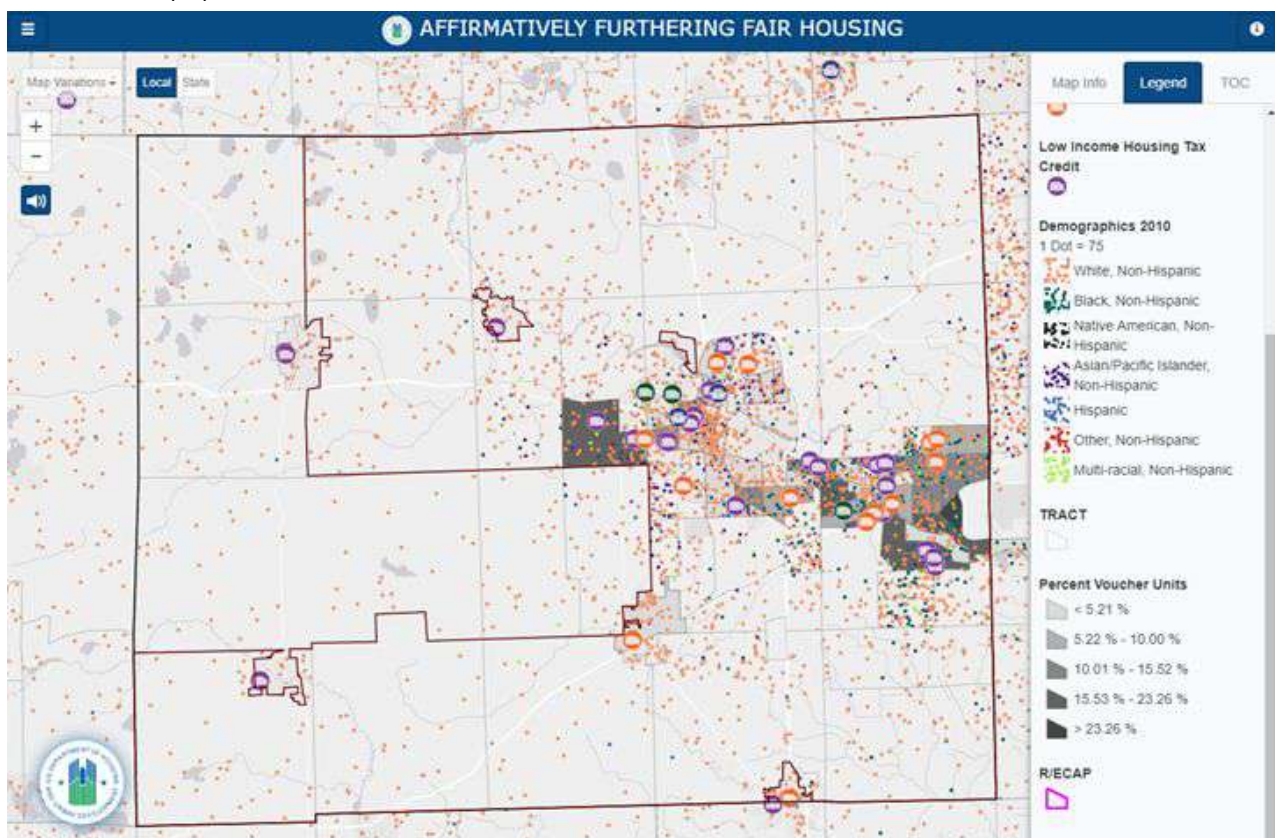 AFFIRMATIVELY FURTHERING FAIR HOUSING
Map Variations
Local State
+
−
Map Info Legend TOC
Low Income Housing Tax
Credit
Demographics 2010
1 Dot = 75
White, Non-Hispanic
Black, Non-Hispanic
Native American, Non-
Hispanic
Asian/Pacific Islander,
Non-Hispanic
Hispanic
Other, Non-Hispanic
Multi-racial, Non-Hispanic
TRACT
Percent Voucher Units
< 5.21 %
5.22 % - 10.00 %
10.01 % - 15.52 %
15.53 % - 23.26 %
> 23.26 %
R/ECAP